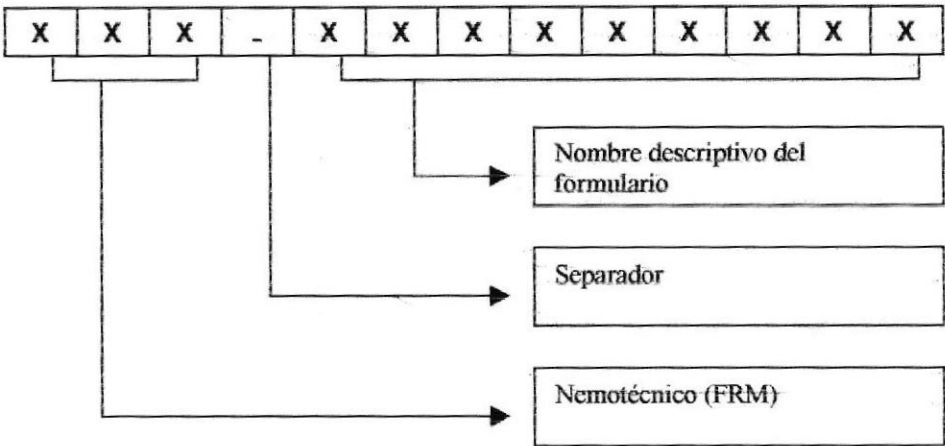 X X X - X X X X X X X X X
Nombre descriptivo del
formulario
Separador
Nemotécnico (FRM)